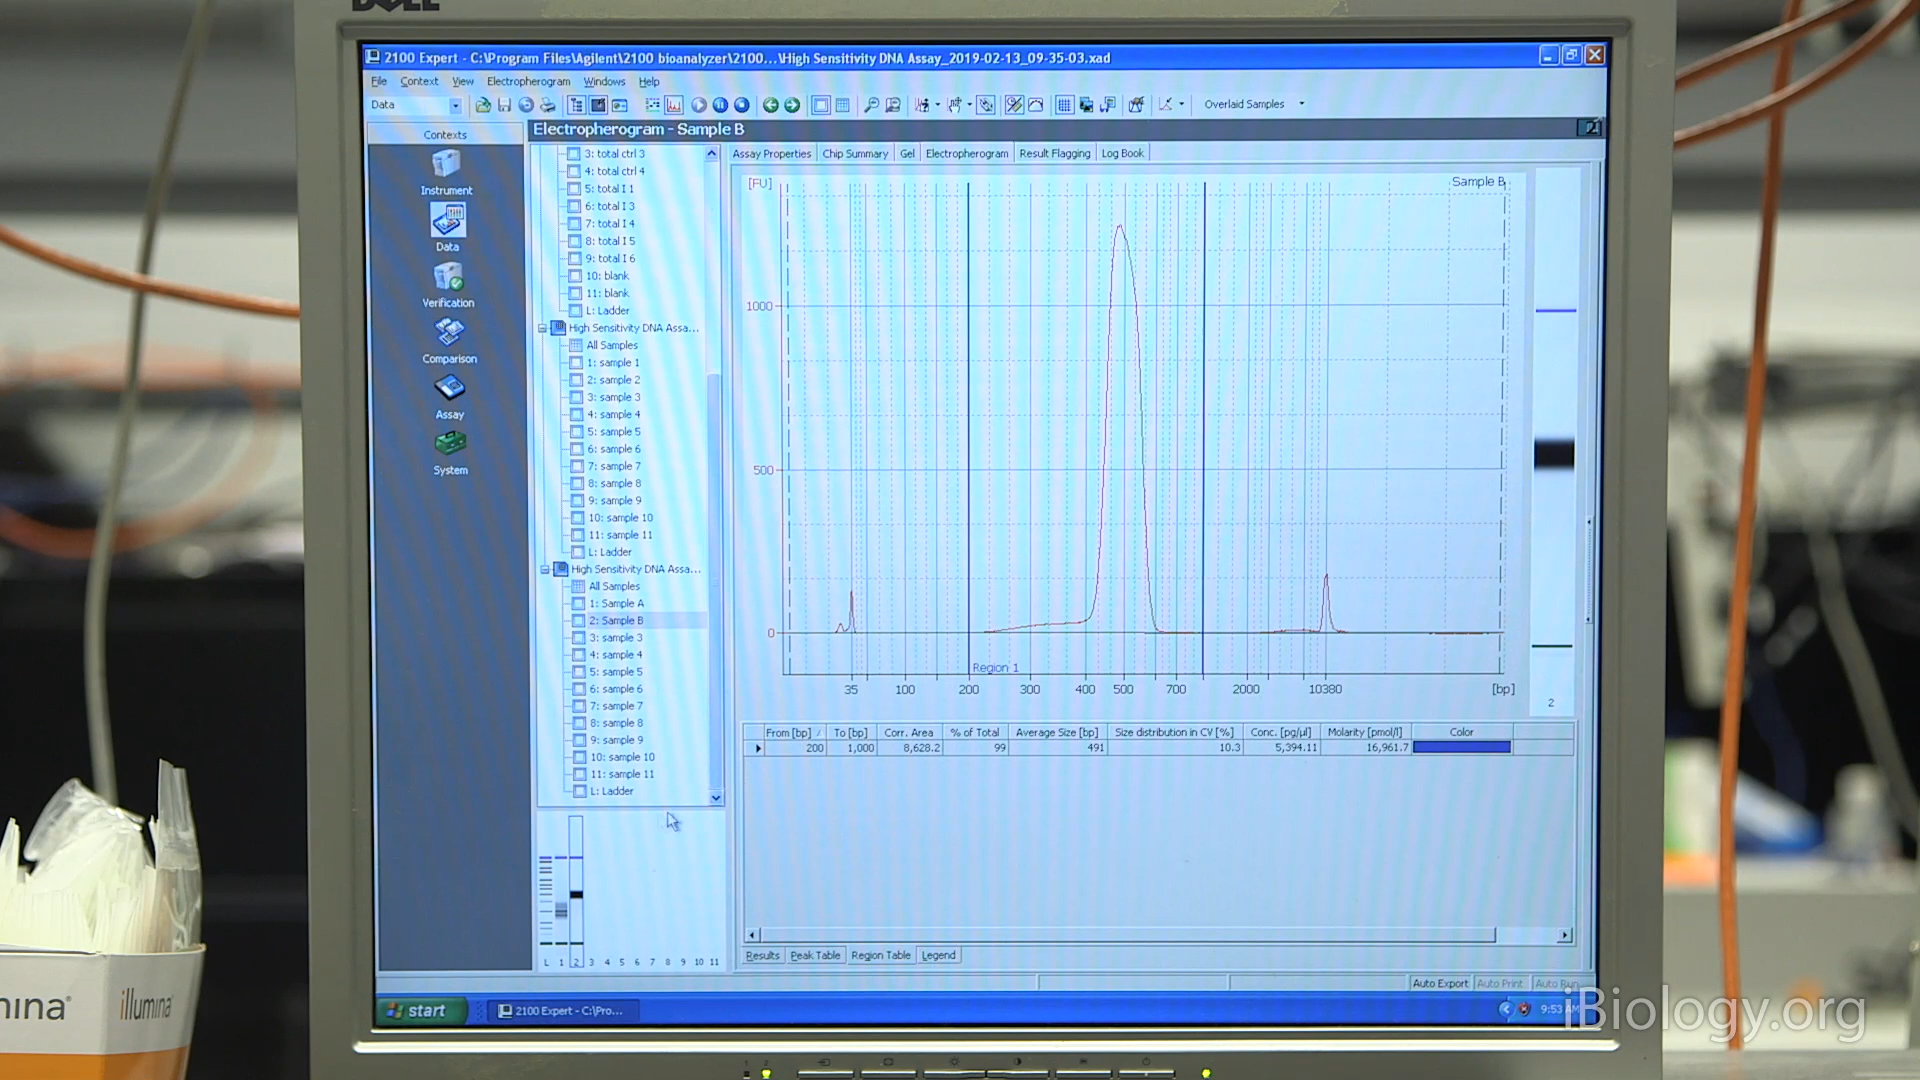 DELL
2100 Expert - C:\Program Files\Agilent\2100 bioanalyzer\2100...\High Sensitivity DNA Assay_2019-02-13_09-35-03.xad
File Context View Electropherogram Windows Help
Data Overlaid Samples
Contexts
Instrument
Data
Verification
Comparison
Assay
System
Electropherogram - Sample B
3: total ctrl 3
4: total ctrl 4
5: total I 1
6: total I 3
7: total I 4
8: total I 5
9: total I 6
10: blank
11: blank
L: Ladder
High Sensitivity DNA Assa...
All Samples
1: sample 1
2: sample 2
3: sample 3
4: sample 4
5: sample 5
6: sample 6
7: sample 7
8: sample 8
9: sample 9
10: sample 10
11: sample 11
L: Ladder
High Sensitivity DNA Assa...
All Samples
1: Sample A
2: Sample B
3: sample 3
4: sample 4
5: sample 5
6: sample 6
7: sample 7
8: sample 8
9: sample 9
10: sample 10
11: sample 11
L: Ladder
L 1 2 3 4 5 6 7 8 9 10 11
Assay Properties Chip Summary Gel Electropherogram Result Flagging Log Book
[FU] Sample B
1000
500
0
Region 1
35 100 200 300 400 500 700 2000 10380 [bp]
2
From [bp] To [bp] Corr. Area % of Total Average Size [bp] Size distribution in CV [%] Conc. [pg/µl] Molarity [pmol/l] Color
200 1,000 8,628.2 99 491 10.3 5,394.11 16,961.7
Results Peak Table Region Table Legend
Auto Export Auto Print Auto Run
start 2100 Expert - C:\Pro... 9:53 AM
iBiology.org
ina® illumina®